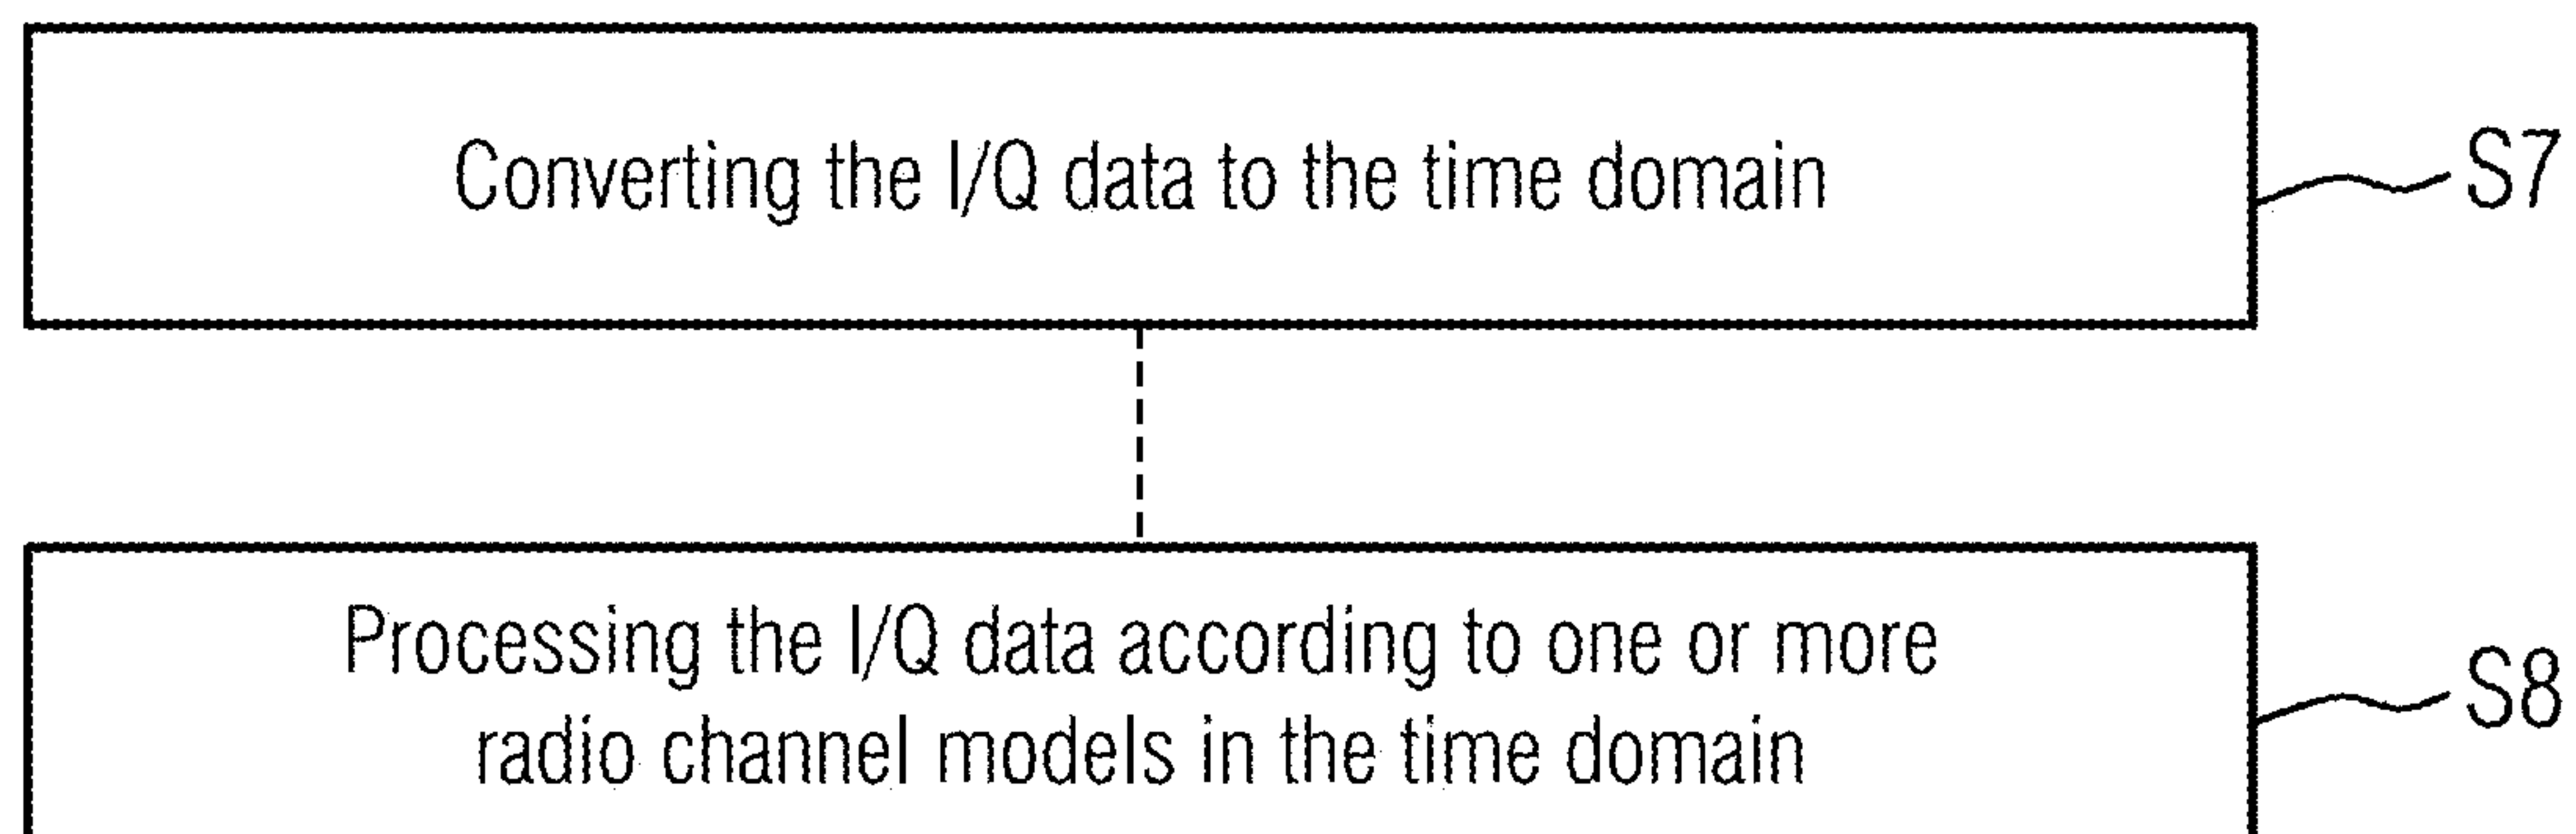 Converting the I/Q data to the time domain
S7
Processing the I/Q data according to one or more
radio channel models in the time domain
S8